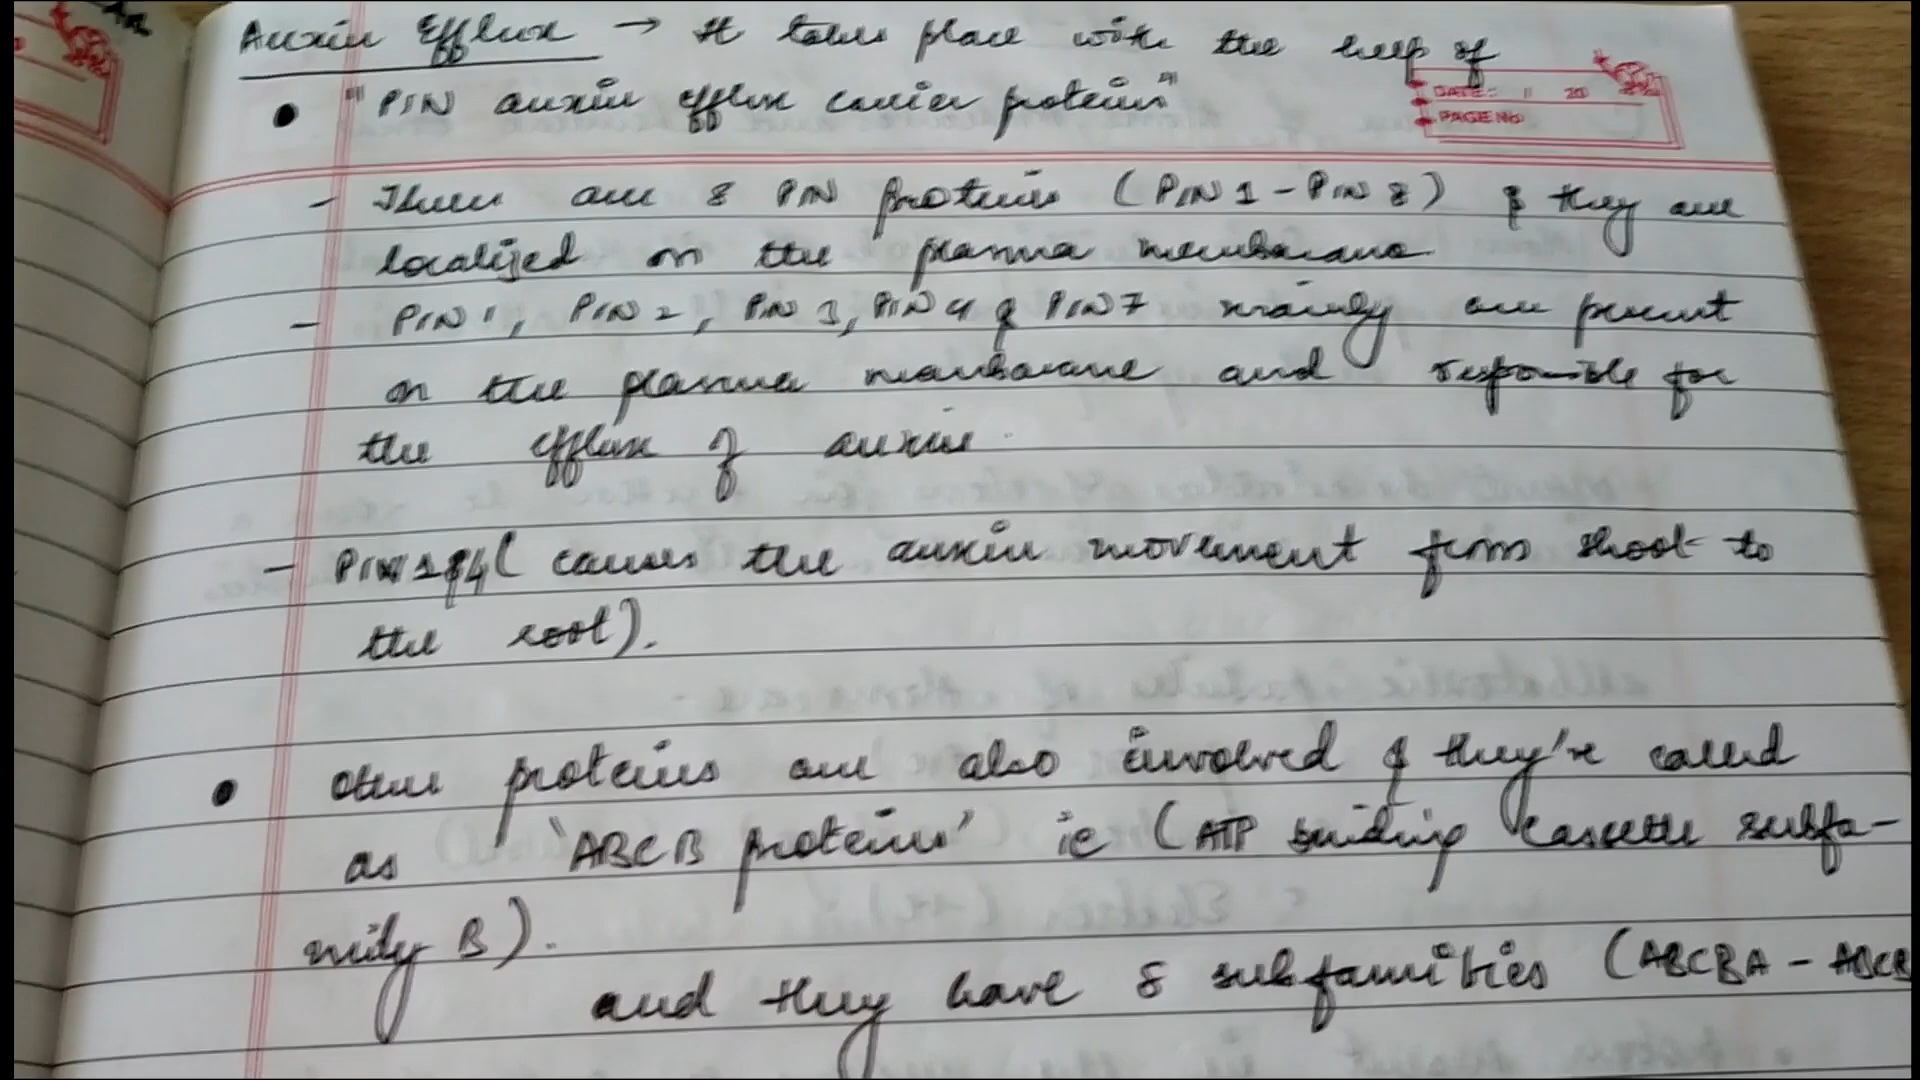 Auxin Efflux → It takes place with the help of
• "PIN auxin efflux carrier proteins"
DATE: 20
PAGE NO
- There are 8 PIN proteins (PIN 1 - PIN 8) & they are
localized on the plasma membrane
- PIN 1, PIN 2, PIN 3, PIN 4 & PIN 7 mainly are present
on the plasma membrane and responsible for
the efflux of auxin.
- PIN 1 & 4 ( causes the auxin movement from shoot to
the root).
• Other proteins are also involved & they're called
as 'ABCB proteins' ie (ATP binding cassette subfa-
mily B).
and they have 8 subfamilies (ABCBA - ABCB